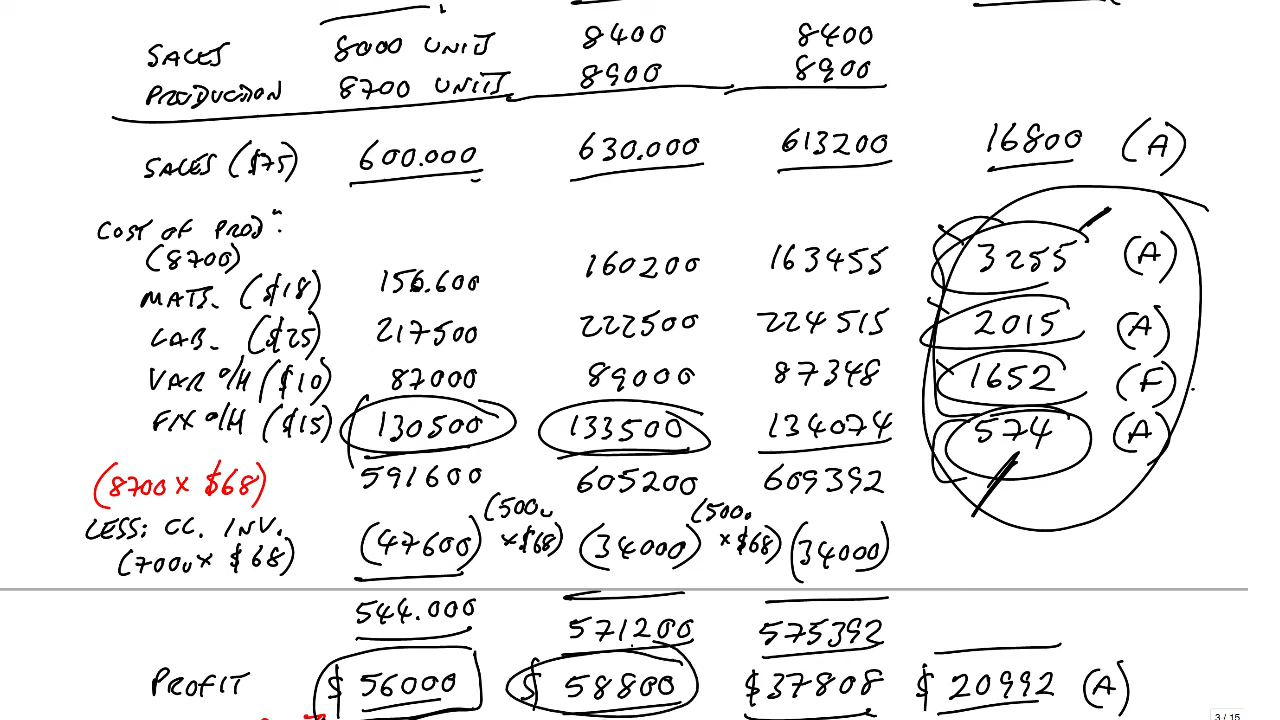 SALES 8000 UNITS 8400 8400
PRODUCTION 8700 UNITS 8900 8900
SALES ($75) 600.000 630.000 613200 16800 (A)
COST OF PRODⁿ:
(8700)
MATS. ($18) 156.600 160200 163455 3255 (A)
LAB. ($25) 217500 222500 224515 2015 (A)
VAR O/H ($10) 87000 89000 87348 1652 (F)
FIX O/H ($15) 130500 133500 134074 574 (A)
(8700 x $68) 591600 605200 609392
LESS: CL. INV. (500u (500u
(700u x $68) (47600) x $68) (34000) x $68) (34000)
544.000 571200 575392
PROFIT $ 56000 $ 58800 $37808 $ 20992 (A)
3 / 15